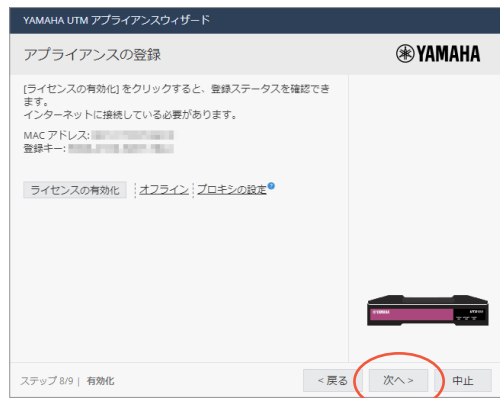 YAMAHA UTM アプライアンスウィザード
アプライアンスの登録
YAMAHA
[ライセンスの有効化] をクリックすると、登録ステータスを確認でき
ます。
インターネットに接続している必要があります。
MAC アドレス:
登録キー:
ライセンスの有効化 オフライン プロキシの設定
YAMAHA
ステップ 8/9 | 有効化
< 戻る 次へ > 中止